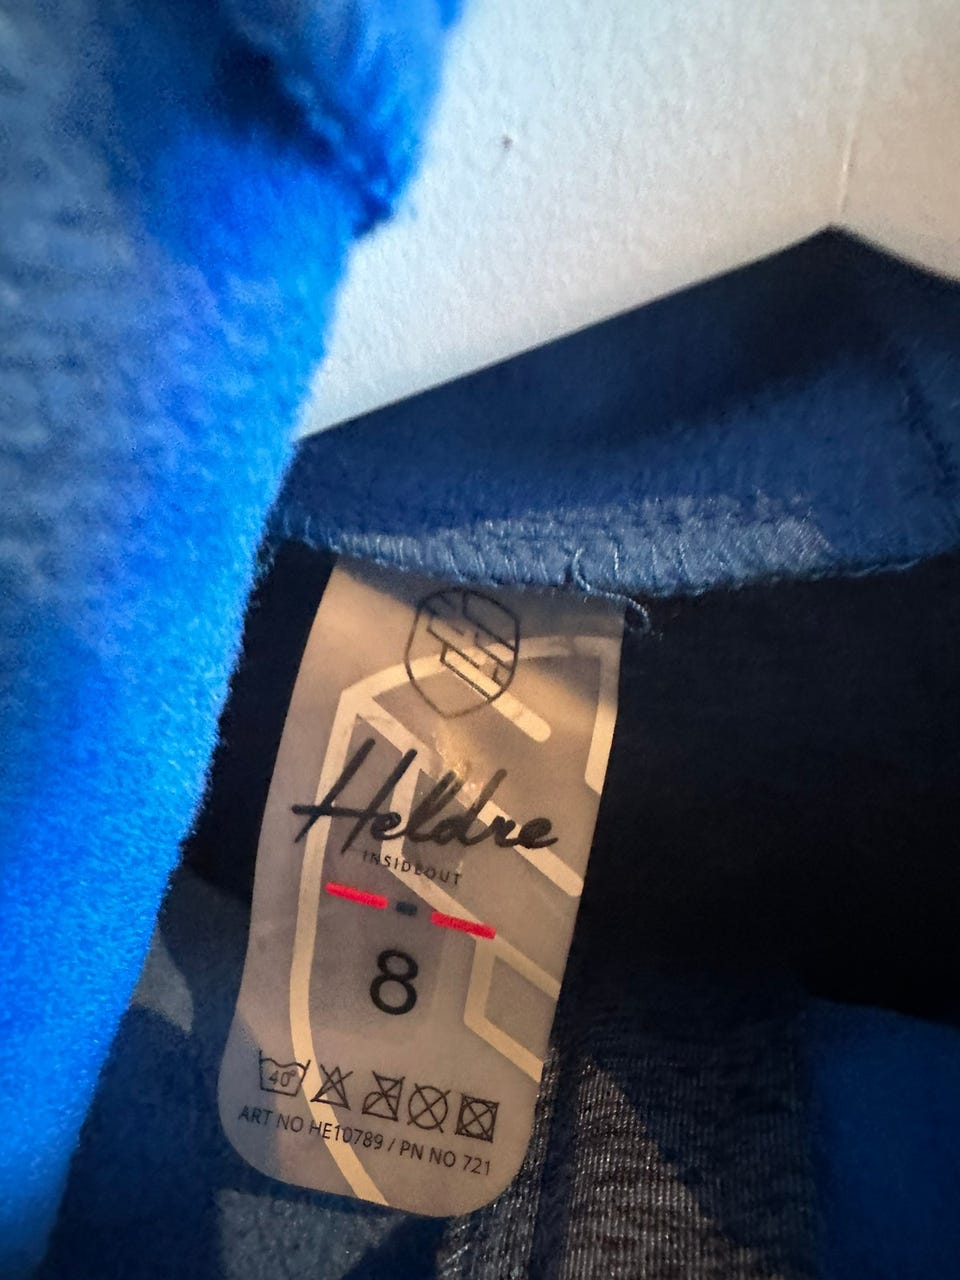 Heldre
INSIDEOUT
8
40°
ART NO HE10789 / PN NO 721